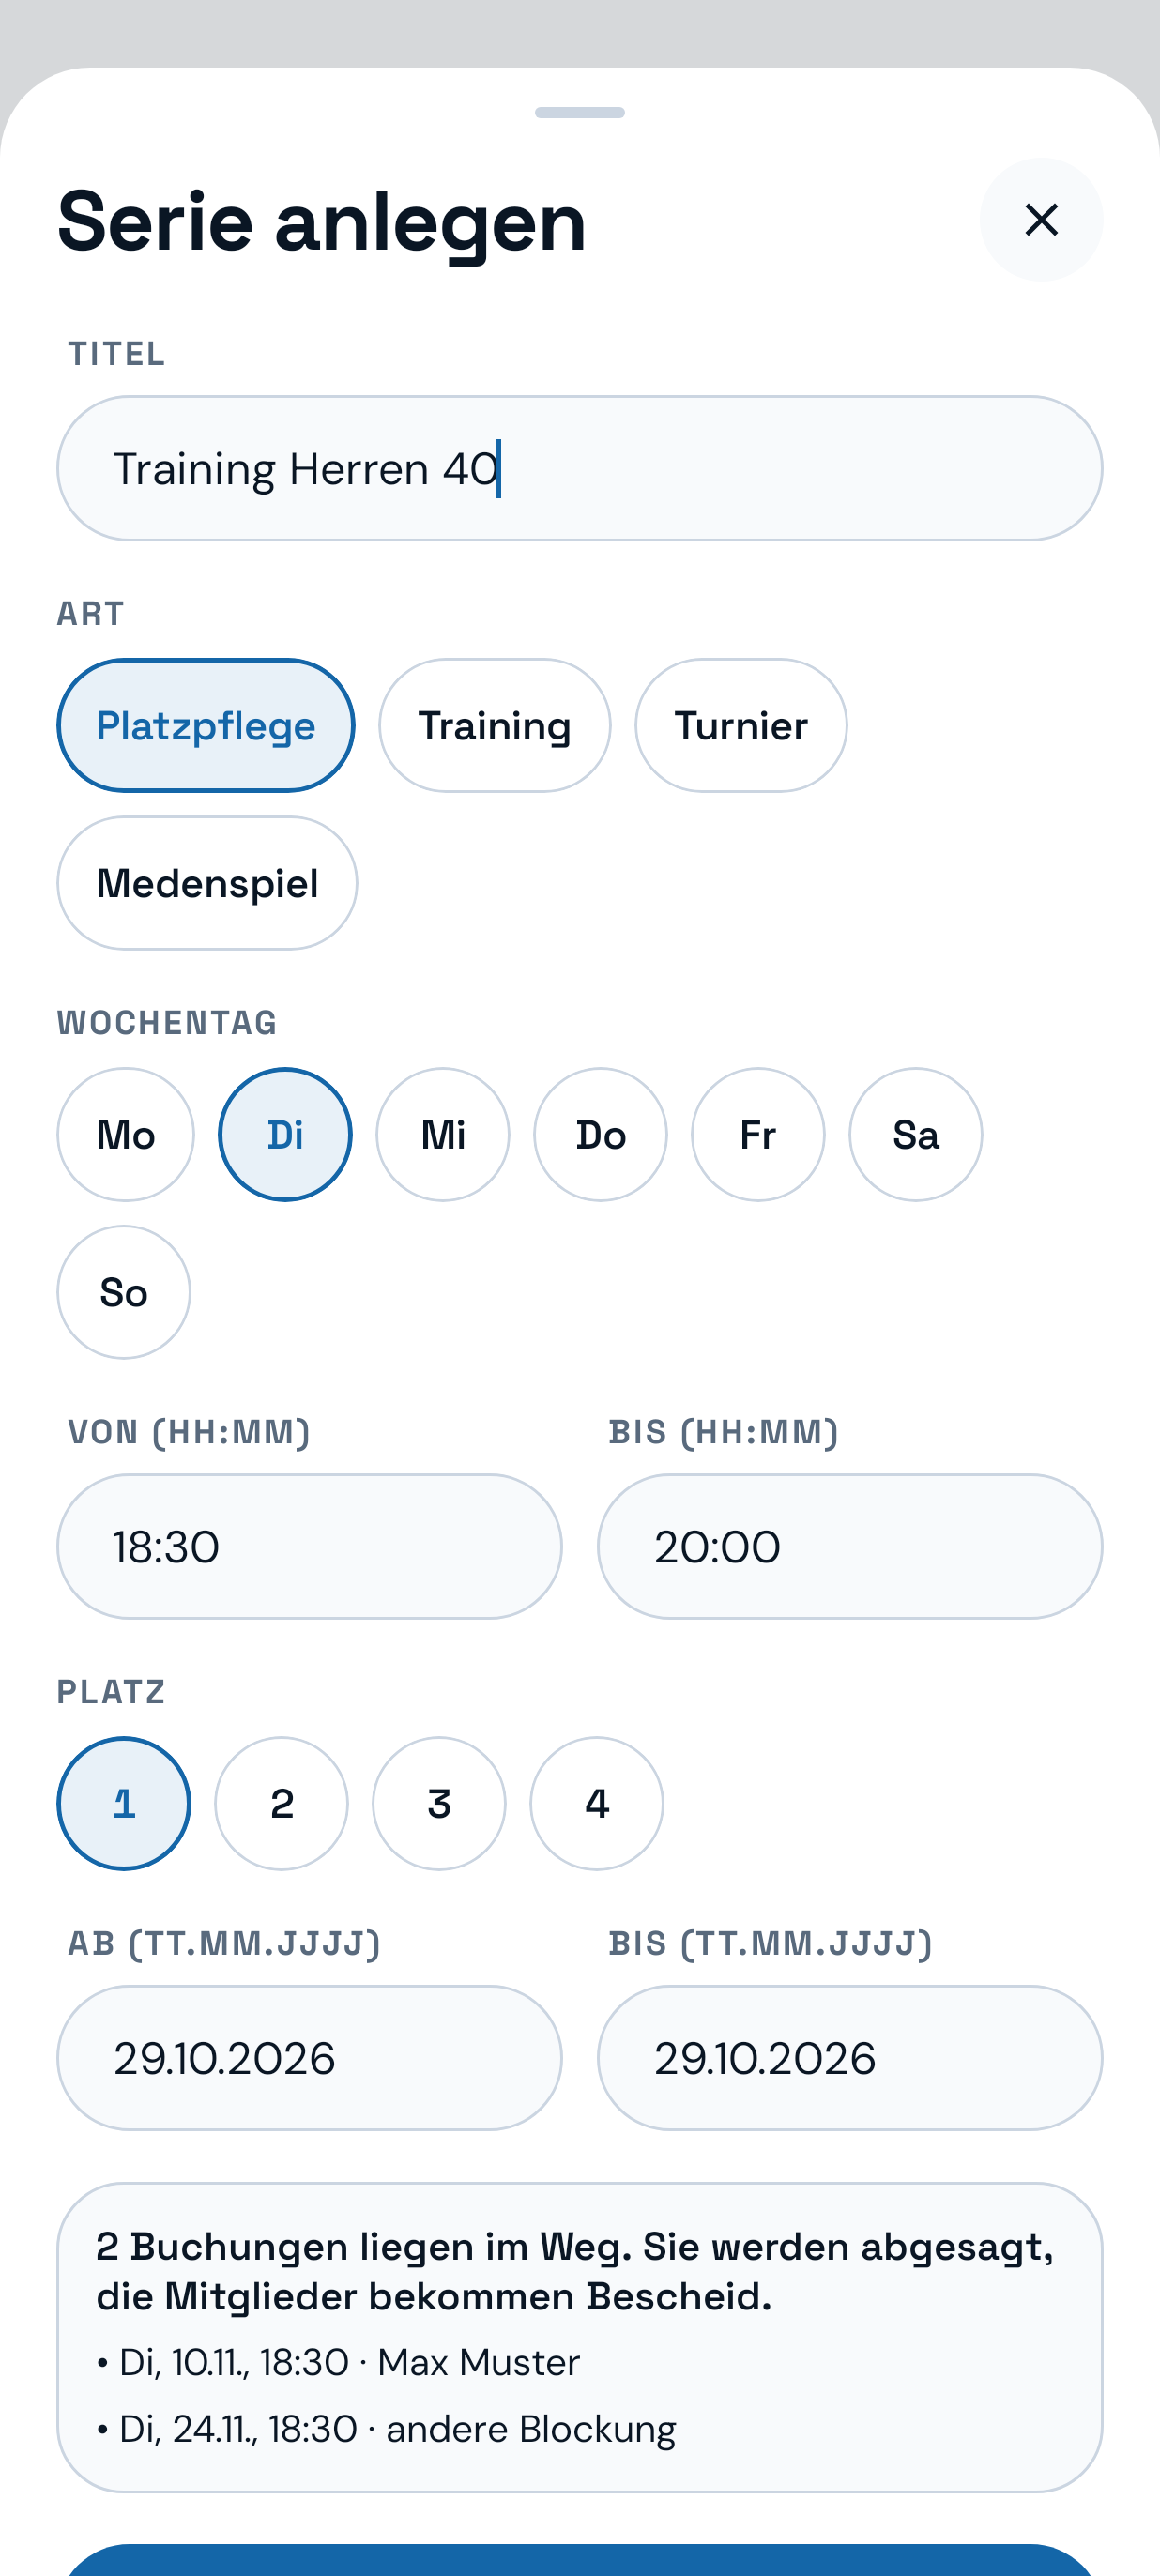 Serie anlegen
TITEL
Training Herren 40
ART
Platzpflege Training Turnier
Medenspiel
WOCHENTAG
Mo Di Mi Do Fr Sa
So
VON (HH:MM) BIS (HH:MM)
18:30 20:00
PLATZ
1 2 3 4
AB (TT.MM.JJJJ) BIS (TT.MM.JJJJ)
29.10.2026 29.10.2026
2 Buchungen liegen im Weg. Sie werden abgesagt,
die Mitglieder bekommen Bescheid.
• Di, 10.11., 18:30 · Max Muster
• Di, 24.11., 18:30 · andere Blockung